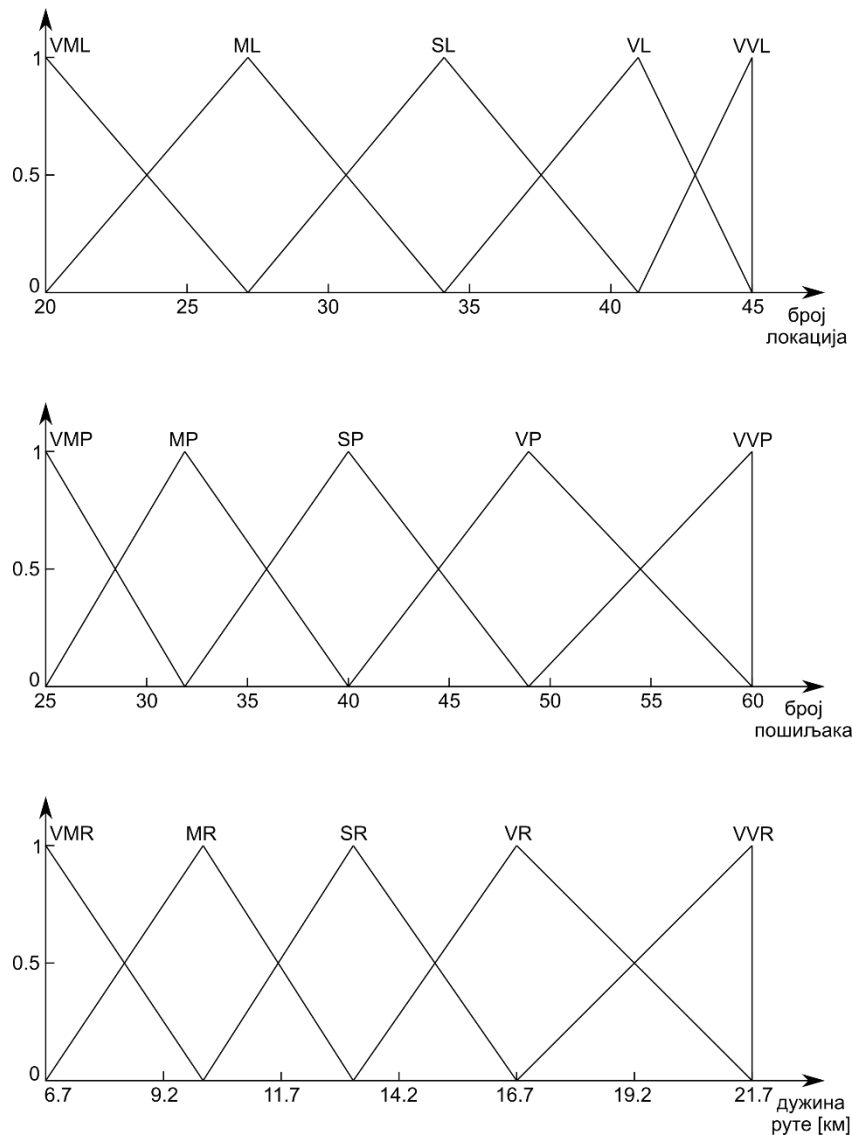 VML ML SL VL VVL
1
0.5
0
20 25 30 35 40 45
број
локација
VMP MP SP VP VVP
1
0.5
0
25 30 35 40 45 50 55 60
број
пошиљака
VMR MR SR VR VVR
1
0.5
0
6.7 9.2 11.7 14.2 16.7 19.2 21.7 дужина
руте [км]